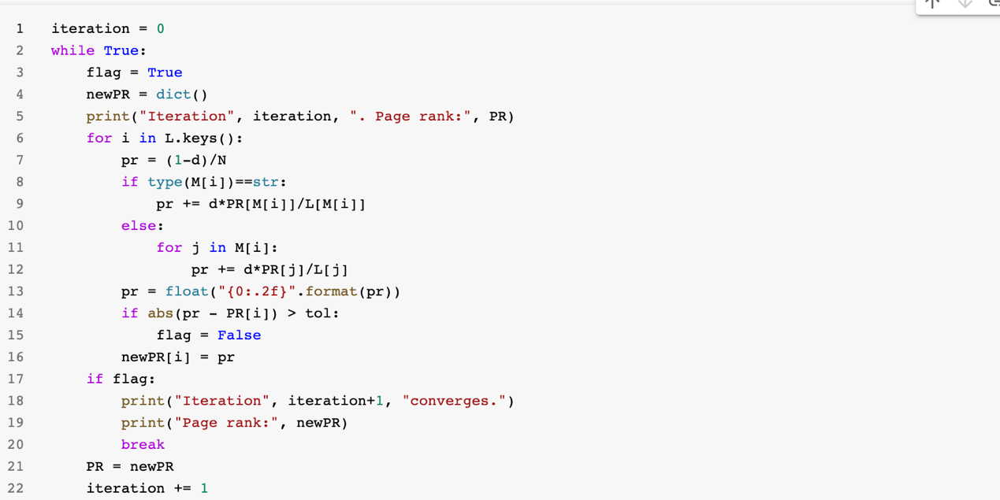 1 iteration = 0
2 while True:
3     flag = True
4     newPR = dict()
5     print("Iteration", iteration, ". Page rank:", PR)
6     for i in L.keys():
7         pr = (1-d)/N
8         if type(M[i])==str:
9             pr += d*PR[M[i]]/L[M[i]]
10         else:
11             for j in M[i]:
12                 pr += d*PR[j]/L[j]
13         pr = float("{0:.2f}".format(pr))
14         if abs(pr - PR[i]) > tol:
15             flag = False
16         newPR[i] = pr
17     if flag:
18         print("Iteration", iteration+1, "converges.")
19         print("Page rank:", newPR)
20         break
21     PR = newPR
22     iteration += 1